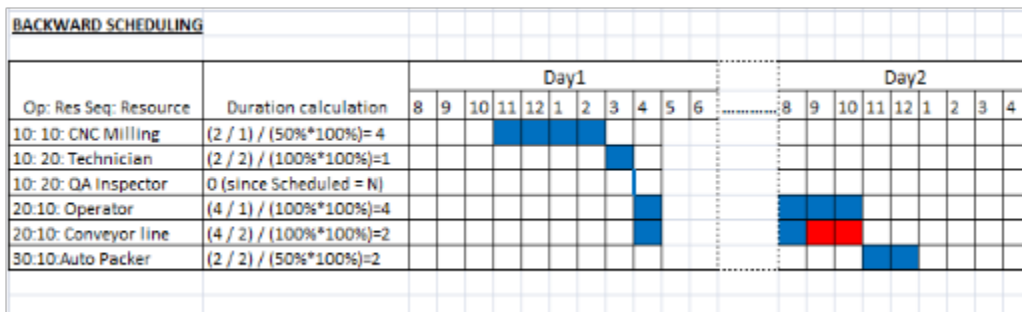 BACKWARD SCHEDULING
Day1 Day2
Op: Res Seq: Resource Duration calculation 8 9 10 11 12 1 2 3 4 5 6 ............. 8 9 10 11 12 1 2 3 4
10: 10: CNC Milling (2 / 1) / (50%*100%)= 4
10: 20: Technician (2 / 2) / (100%*100%)=1
10: 20: QA Inspector 0 (since Scheduled = N)
20:10: Operator (4 / 1) / (100%*100%)=4
20:10: Conveyor line (4 / 2) / (100%*100%)=2
30:10:Auto Packer (2 / 2) / (50%*100%)=2